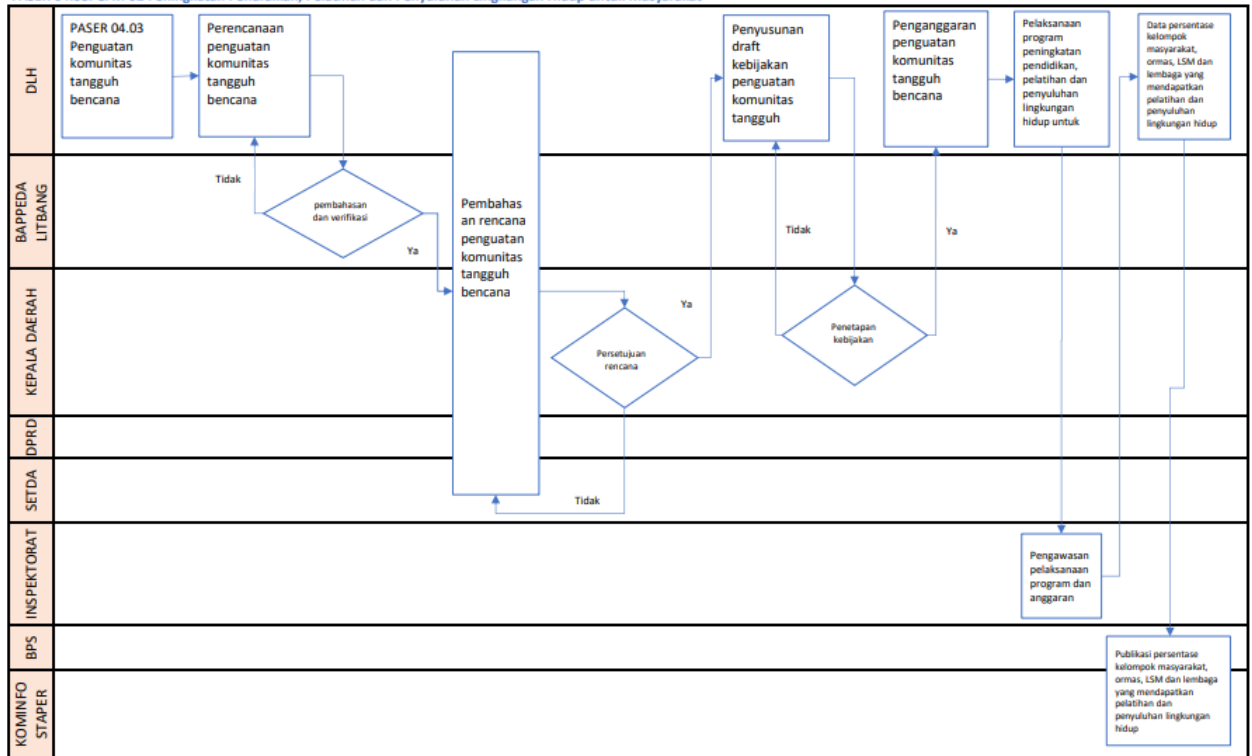 DLH
PASER 04.03
Penguatan
komunitas
tangguh
bencana
Perencanaan
penguatan
komunitas
tangguh
bencana
Penyusunan
draft
kebijakan
penguatan
komunitas
tangguh
Penganggaran
penguatan
komunitas
tangguh
bencana
Pelaksanaan
program
peningkatan
pendidikan,
pelatihan dan
penyuluhan
lingkungan
hidup untuk
Data persentase
kelompok
masyarakat,
ormas, LSM dan
lembaga yang
mendapatkan
pelatihan dan
penyuluhan
lingkungan hidup
BAPPEDA
LITBANG
Tidak
pembahasan
dan verifikasi
Ya
Pembahas
an rencana
penguatan
komunitas
tangguh
bencana
Tidak
Ya
KEPALA DAERAH
Persetujuan
rencana
Ya
Penetapan
kebijakan
DPRD
SETDA
Tidak
INSPEKTORAT
Pengawasan
pelaksanaan
program dan
anggaran
BPS
Publikasi persentase
kelompok masyarakat,
ormas, LSM dan lembaga
yang mendapatkan
pelatihan dan
penyuluhan lingkungan
hidup
KOMINFO
STAPER